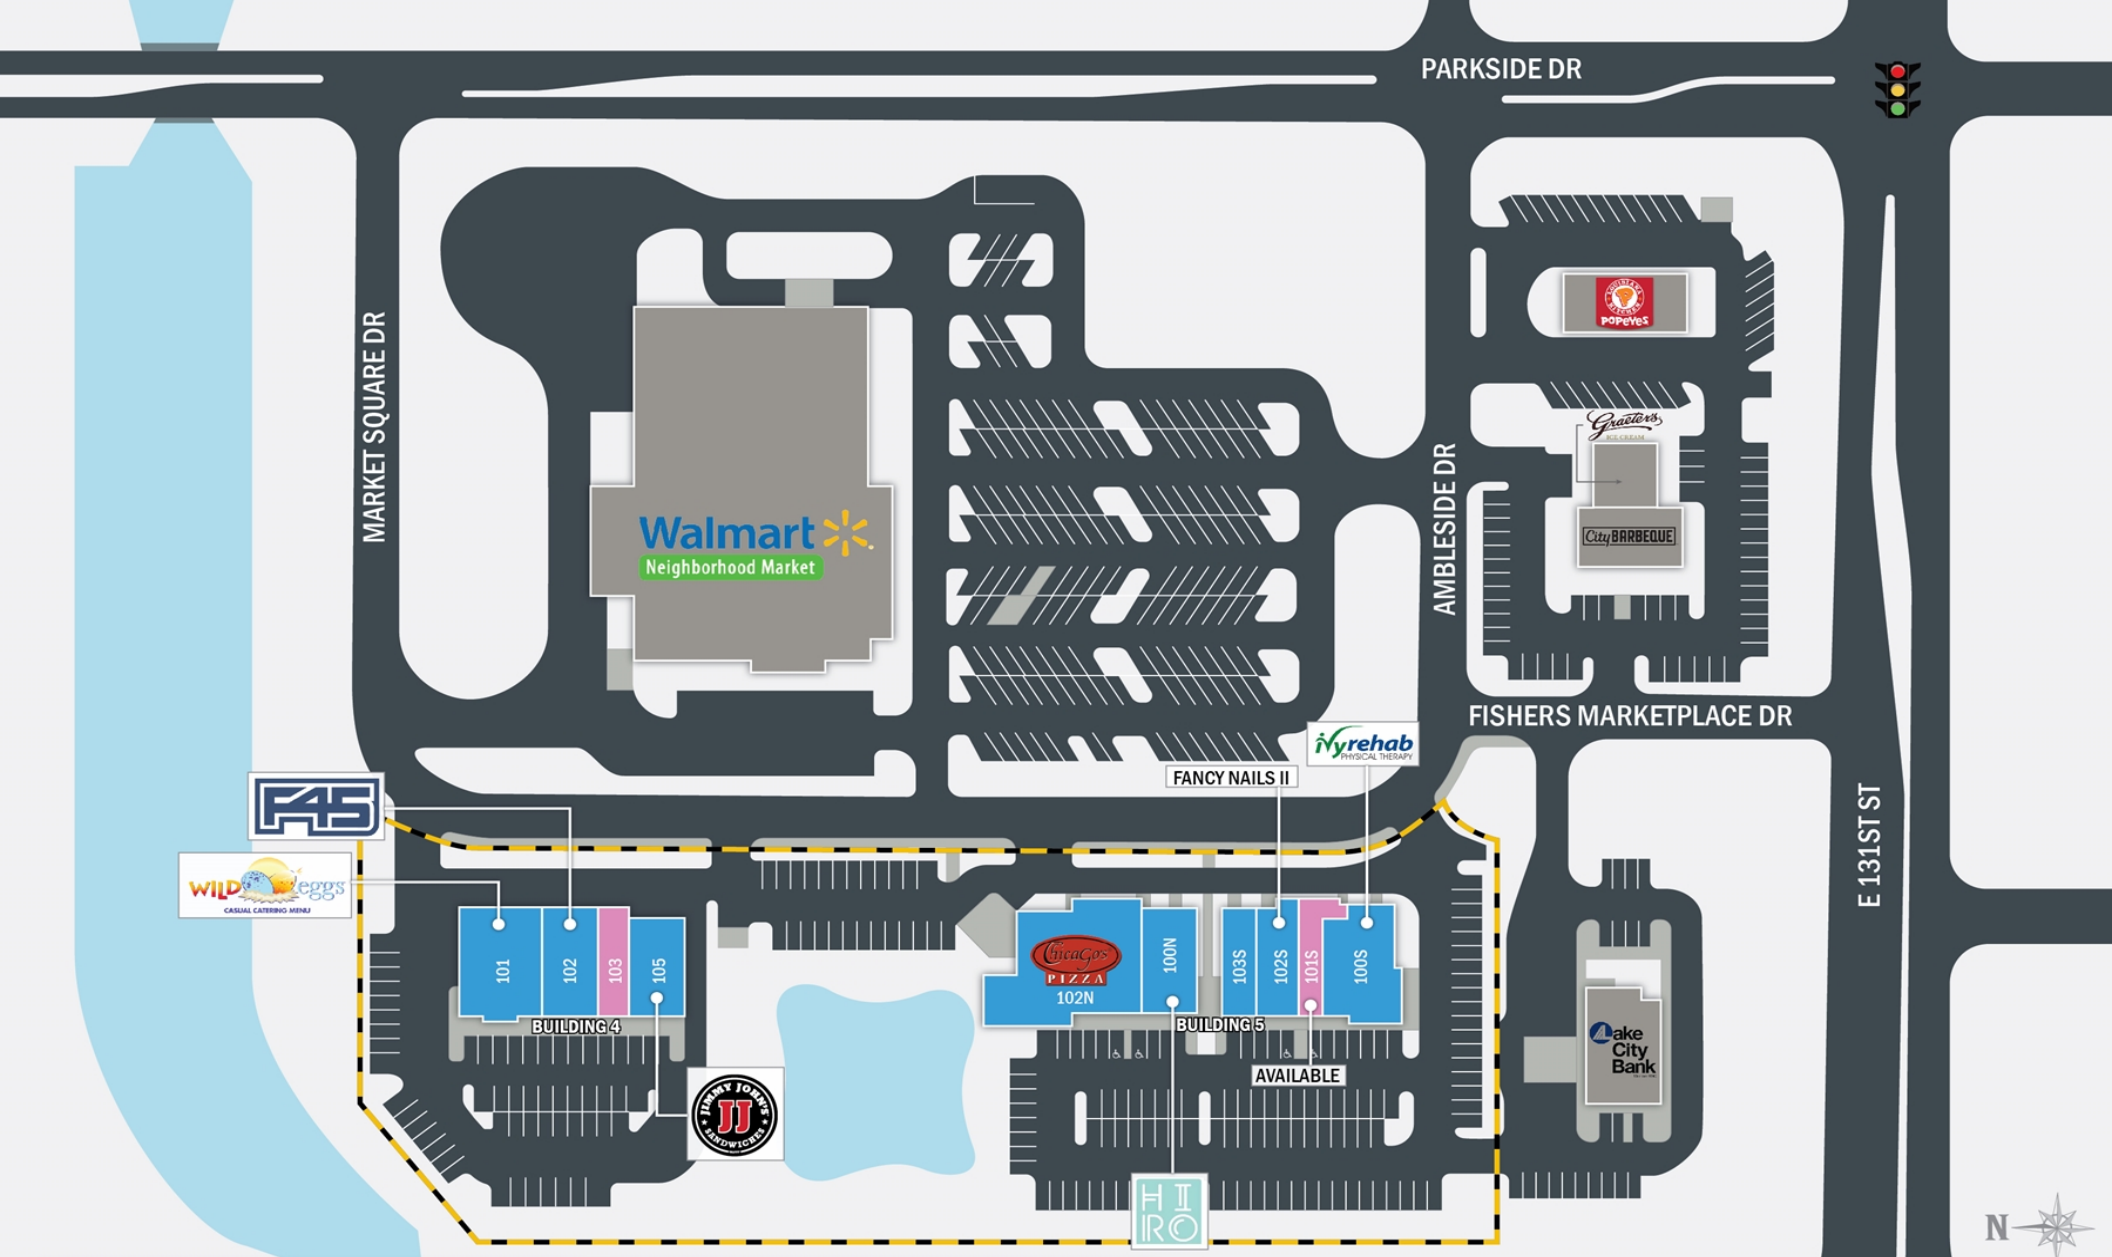 PARKSIDE DR
MARKET SQUARE DR
LOUISIANA
KITCHEN
POPEYES
Graeter's
ICE CREAM
AMBLESIDE DR
City BARBEQUE
Walmart
Neighborhood Market
FISHERS MARKETPLACE DR
ivyrehab
PHYSICAL THERAPY
FANCY NAILS II
F45
E 131ST ST
WILD eggs
CASUAL CATERING MENU
101
102
103
105
BUILDING 4
Chicago's
PIZZA
102N
100N
103S
102S
101S
100S
BUILDING 5
AVAILABLE
Lake
City
Bank
JIMMY JOHN'S
JJ
SANDWICHES
HI
RO
N